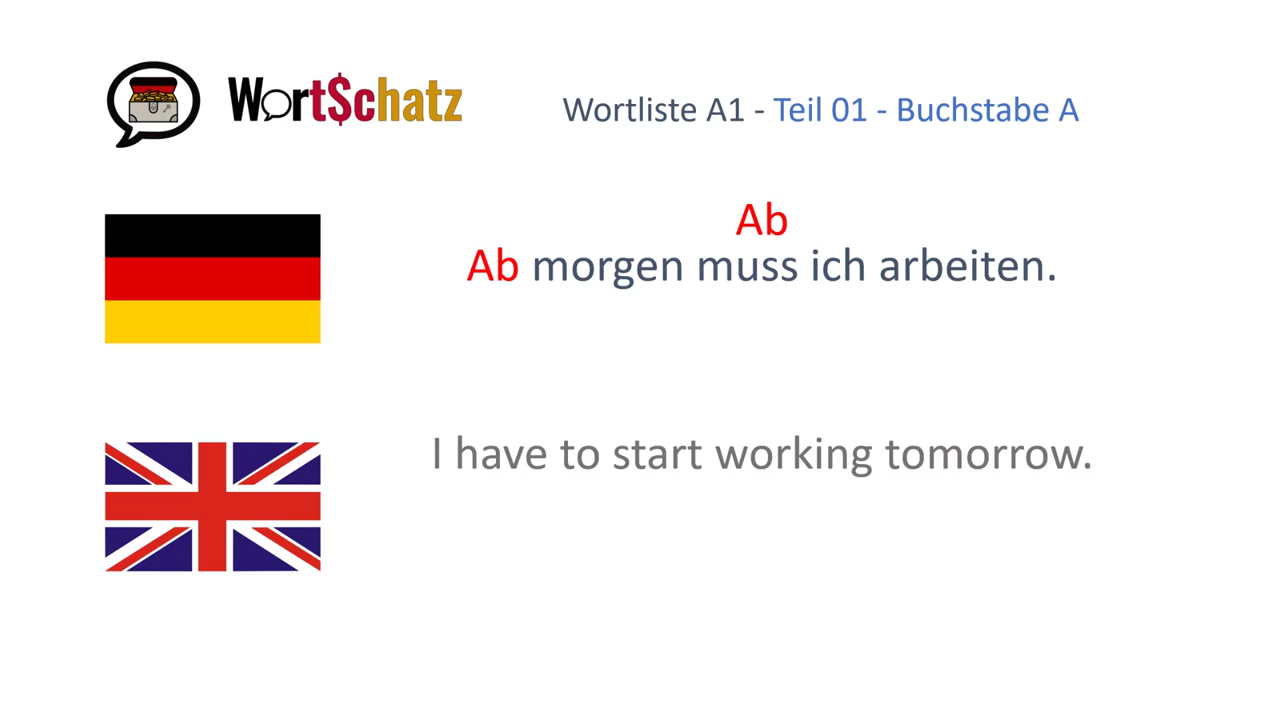 WortSchatz
Wortliste A1 - Teil 01 - Buchstabe A
Ab
Ab morgen muss ich arbeiten.
I have to start working tomorrow.